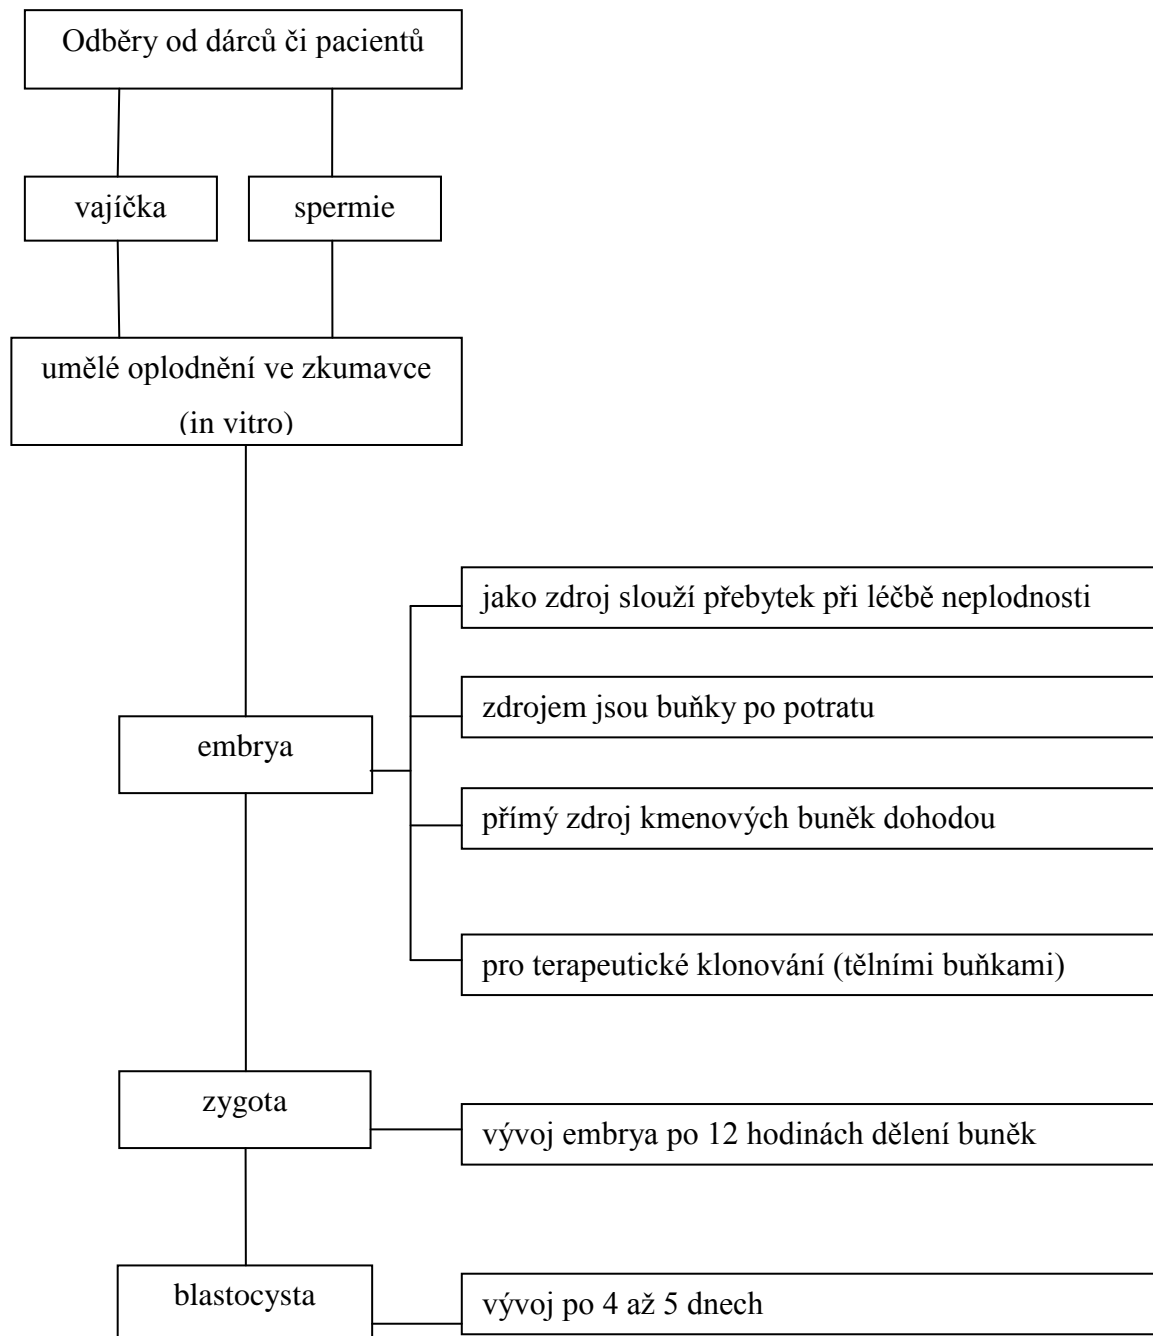 Odběry od dárců či pacientů
vajíčka
spermie
umělé oplodnění ve zkumavce
(in vitro)
jako zdroj slouží přebytek při léčbě neplodnosti
zdrojem jsou buňky po potratu
embrya
přímý zdroj kmenových buněk dohodou
pro terapeutické klonování (tělními buňkami)
zygota
vývoj embrya po 12 hodinách dělení buněk
blastocysta
vývoj po 4 až 5 dnech